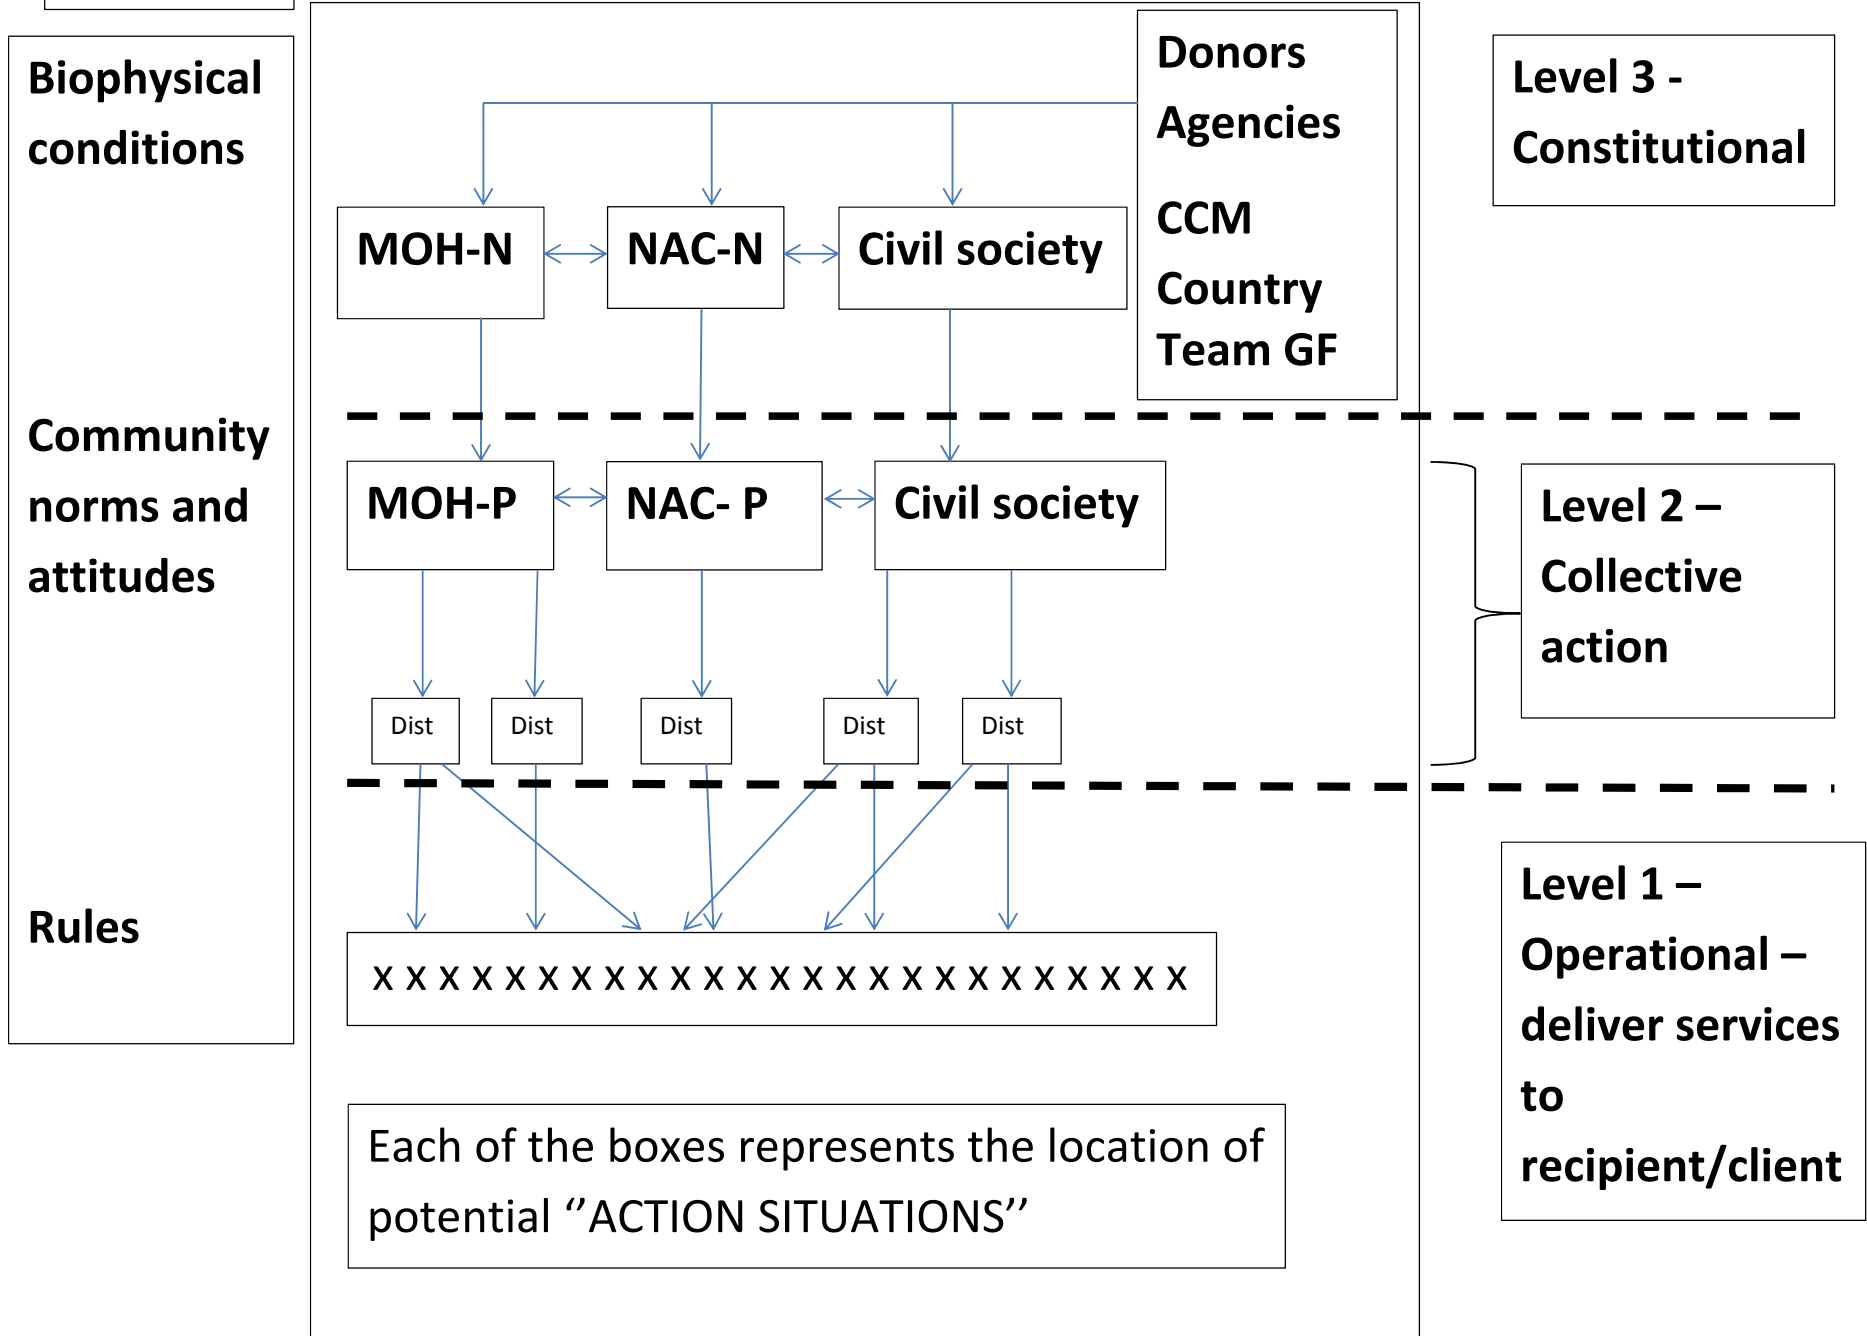 Biophysical
conditions
Community
norms and
attitudes
Rules
Donors
Agencies
CCM
Country
Team GF
MOH-N
NAC-N
Civil society
MOH-P
NAC- P
Civil society
Dist
Dist
Dist
Dist
Dist
x x x x x x x x x x x x x x x x x x x x x x x x x
Each of the boxes represents the location of
potential ‘’ACTION SITUATIONS’’
Level 3 -
Constitutional
Level 2 –
Collective
action
Level 1 –
Operational –
deliver services
to
recipient/client